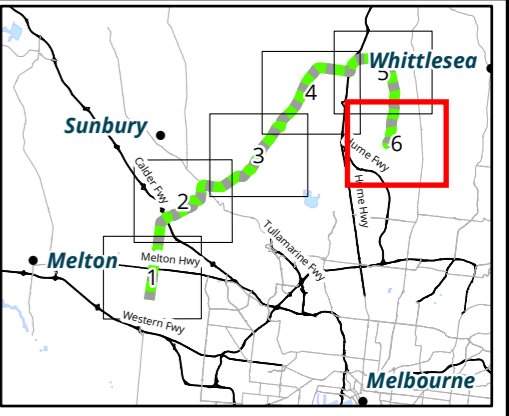 Whittlesea
5
4
Sunbury
6
Hume Fwy
3
Calder Fwy
Hume Hwy
2
Tullamarine Fwy
Melton
Melton Hwy
1
Western Fwy
Melbourne